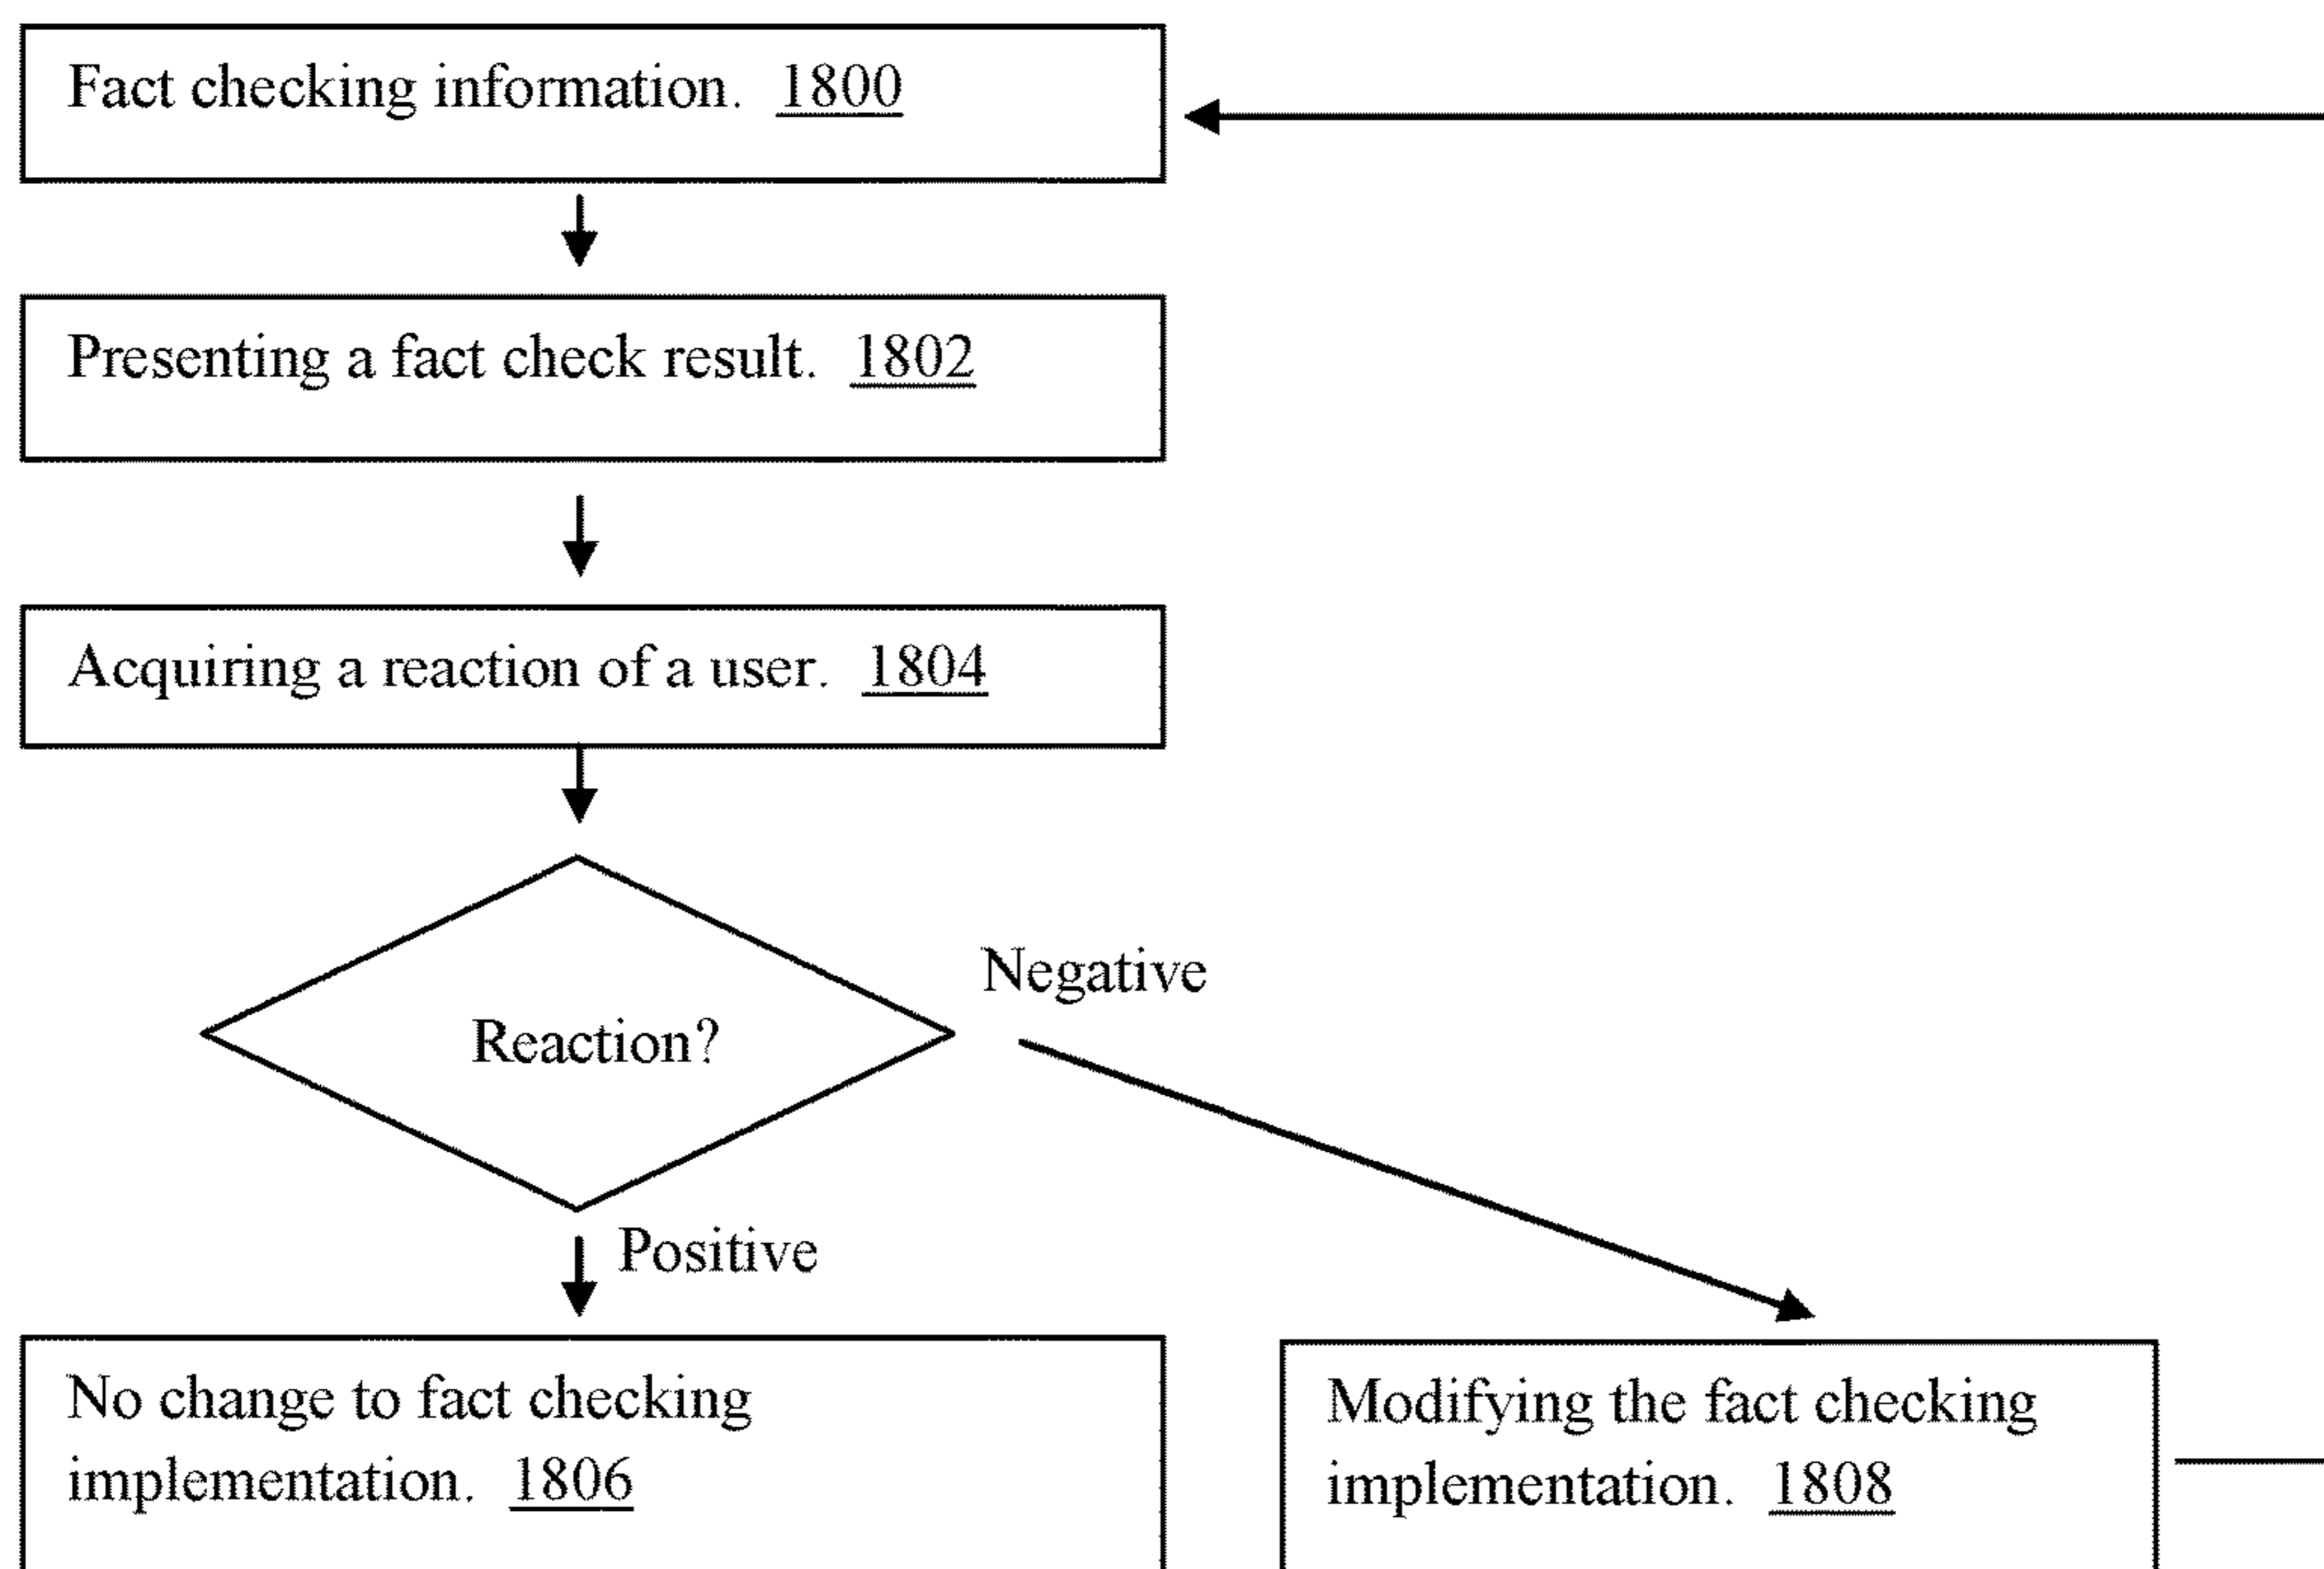 Fact checking information. 1800
Presenting a fact check result. 1802
Acquiring a reaction of a user. 1804
Negative
Reaction?
Positive
No change to fact checking
implementation. 1806
Modifying the fact checking
implementation. 1808